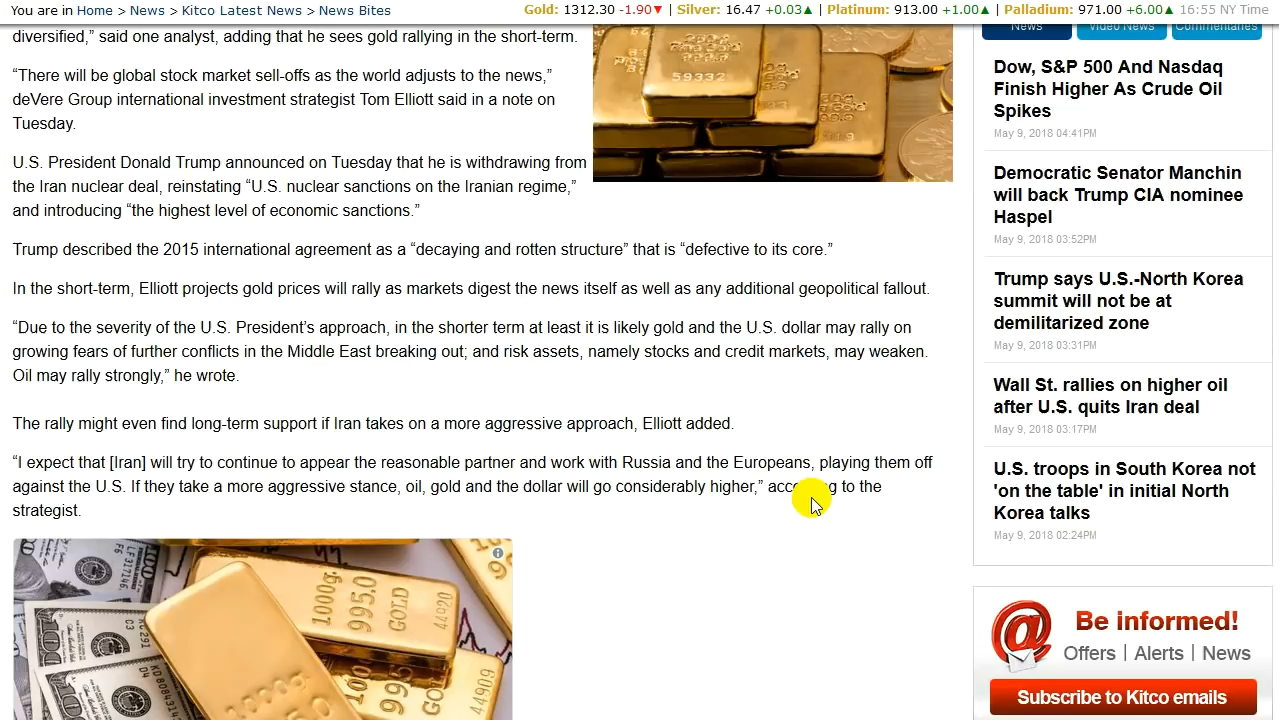 You are in Home > News > Kitco Latest News > News Bites
Gold: 1312.30 -1.90▼ | Silver: 16.47 +0.03▲ | Platinum: 913.00 +1.00▲ | Palladium: 971.00 +6.00▲ 16:55 NY Time
diversified,” said one analyst, adding that he sees gold rallying in the short-term.
“There will be global stock market sell-offs as the world adjusts to the news,”
deVere Group international investment strategist Tom Elliott said in a note on
Tuesday.
U.S. President Donald Trump announced on Tuesday that he is withdrawing from
the Iran nuclear deal, reinstating “U.S. nuclear sanctions on the Iranian regime,”
and introducing “the highest level of economic sanctions.”
Trump described the 2015 international agreement as a “decaying and rotten structure” that is “defective to its core.”
In the short-term, Elliott projects gold prices will rally as markets digest the news itself as well as any additional geopolitical fallout.
“Due to the severity of the U.S. President’s approach, in the shorter term at least it is likely gold and the U.S. dollar may rally on
growing fears of further conflicts in the Middle East breaking out; and risk assets, namely stocks and credit markets, may weaken.
Oil may rally strongly,” he wrote.
The rally might even find long-term support if Iran takes on a more aggressive approach, Elliott added.
“I expect that [Iran] will try to continue to appear the reasonable partner and work with Russia and the Europeans, playing them off
against the U.S. If they take a more aggressive stance, oil, gold and the dollar will go considerably higher,” according to the
strategist.
59332
1000g.
995.0
GOLD
44920
44909
News
Video News
Commentaries
Dow, S&P 500 And Nasdaq
Finish Higher As Crude Oil
Spikes
May 9, 2018 04:41PM
Democratic Senator Manchin
will back Trump CIA nominee
Haspel
May 9, 2018 03:52PM
Trump says U.S.-North Korea
summit will not be at
demilitarized zone
May 9, 2018 03:31PM
Wall St. rallies on higher oil
after U.S. quits Iran deal
May 9, 2018 03:17PM
U.S. troops in South Korea not
'on the table' in initial North
Korea talks
May 9, 2018 02:24PM
@
Be informed!
Offers | Alerts | News
Subscribe to Kitco emails